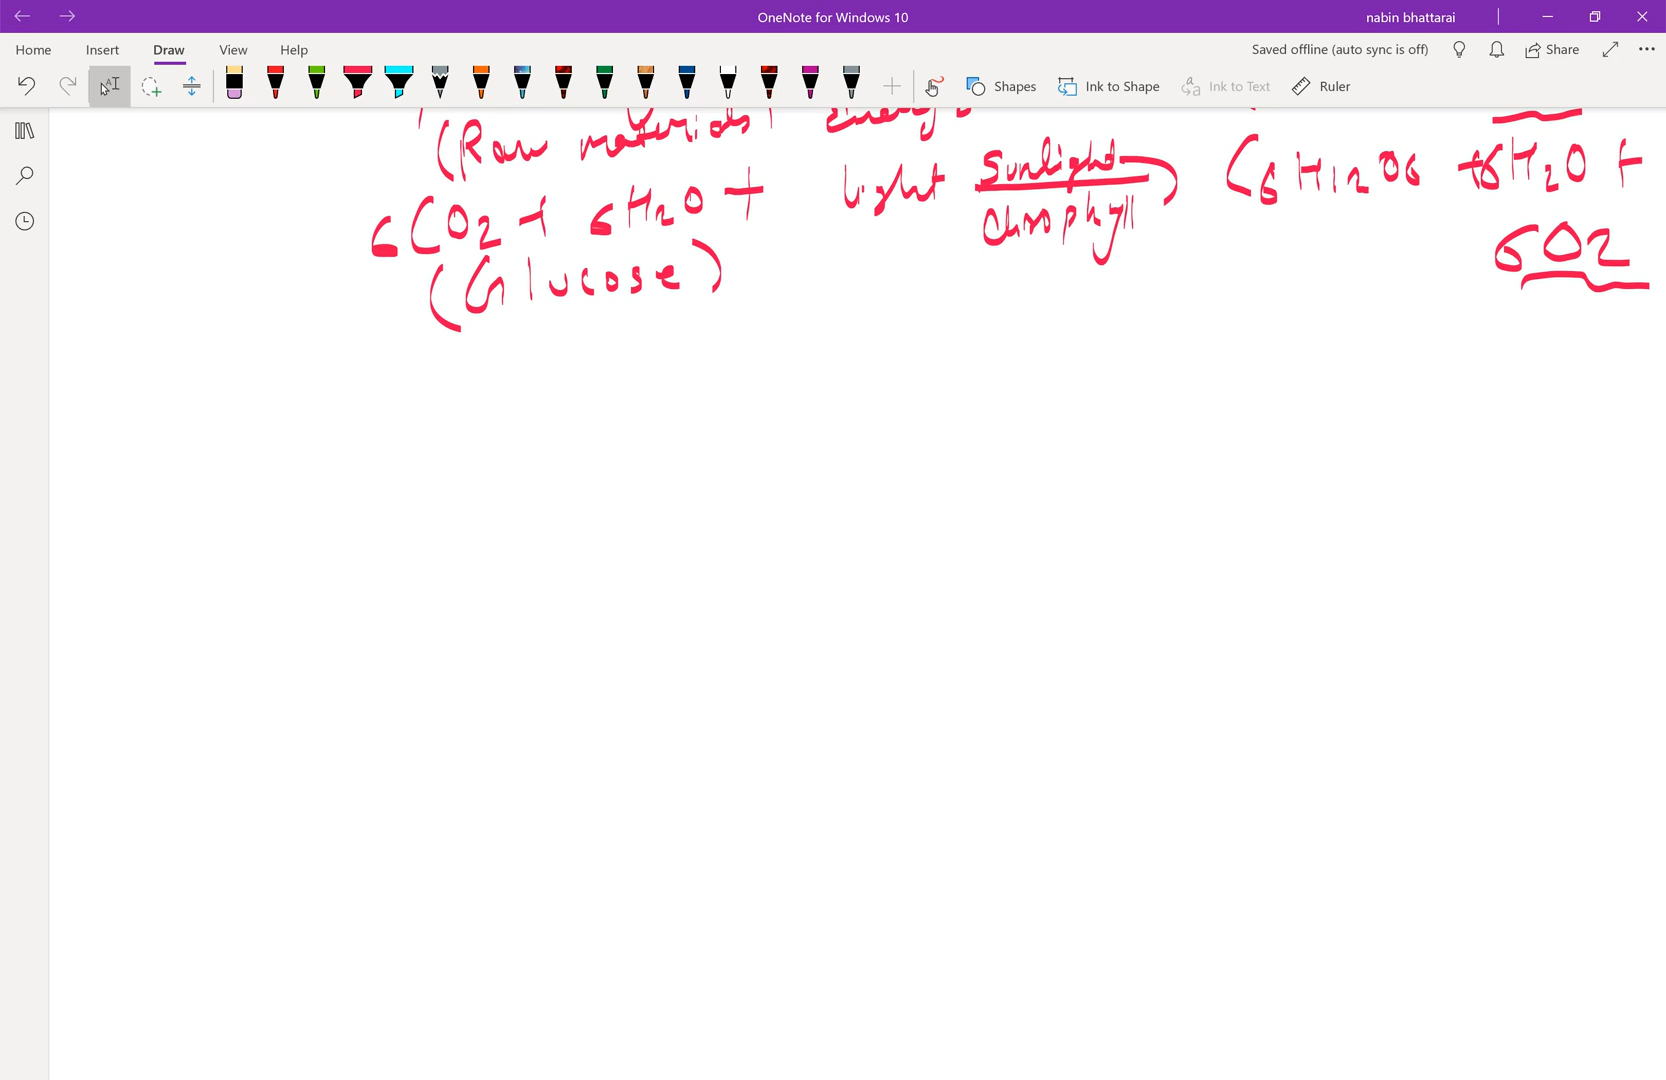 OneNote for Windows 10
nabin bhattarai
Home Insert Draw View Help
Saved offline (auto sync is off)
Share
Shapes
Ink to Shape
Ink to Text
Ruler
(Raw materials)
6CO2 + 6H2O + light sunlight C6H12O6 +6H2O +
chrophyll
6O2
(Glucose)